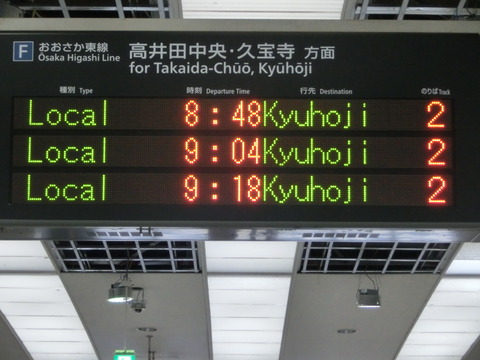 F おおさか東線 高井田中央・久宝寺 方面
Ōsaka Higashi Line for Takaida-Chūō, Kyūhōji
種別 Type 時刻 Departure Time 行先 Destination のりば Track
Local 8:48 Kyuhoji 2
Local 9:04 Kyuhoji 2
Local 9:18 Kyuhoji 2